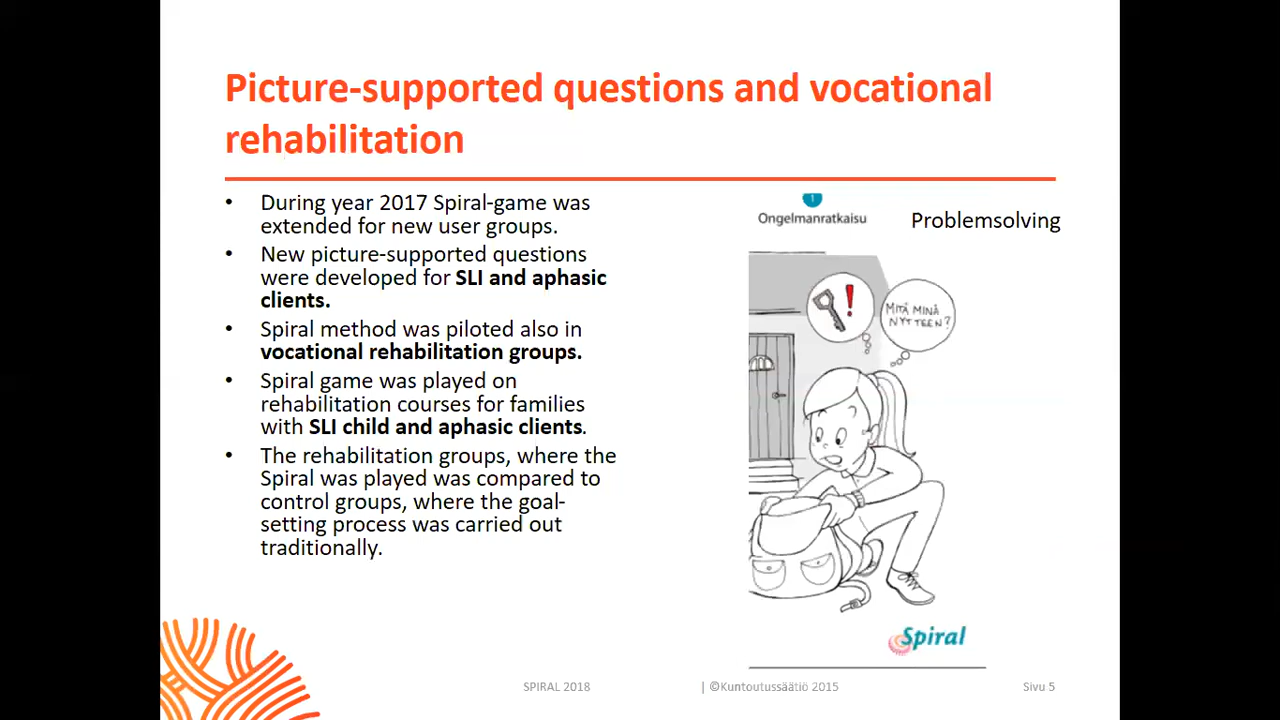 Picture-supported questions and vocational
rehabilitation
• During year 2017 Spiral-game was
extended for new user groups.
• New picture-supported questions
were developed for SLI and aphasic
clients.
• Spiral method was piloted also in
vocational rehabilitation groups.
• Spiral game was played on
rehabilitation courses for families
with SLI child and aphasic clients.
• The rehabilitation groups, where the
Spiral was played was compared to
control groups, where the goal-
setting process was carried out
traditionally.
1
Ongelmanratkaisu
Problemsolving
!
MITÄ MINÄ
NYT TEEN?
Spiral
SPIRAL 2018
| ©Kuntoutussäätiö 2015
Sivu 5